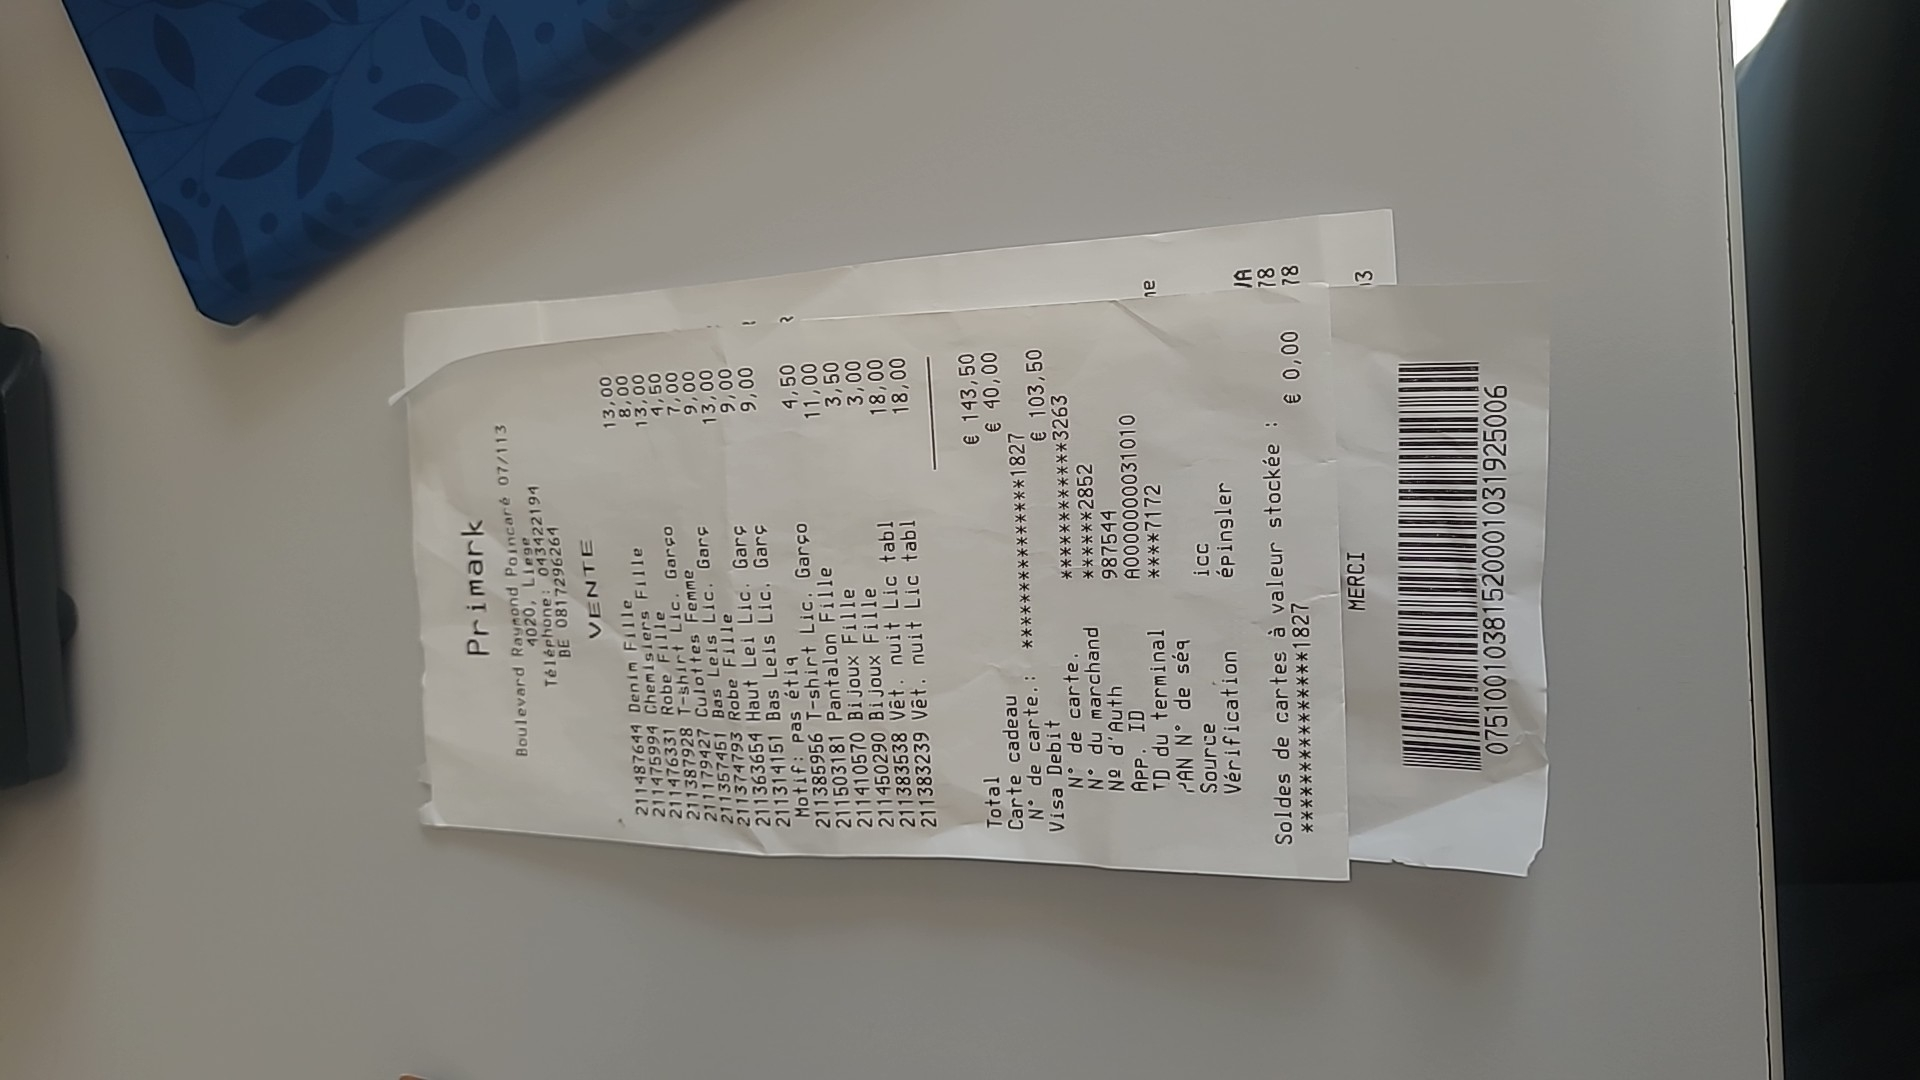 Primark
Boulevard Raymond Poincaré 07/113
4020, Liege
Téléphone: 043422194
BE 0817296264
VENTE
211487644 Denim Fille 13,00
211475994 Chemisiers Fille 8,00
211476331 Robe Fille 13,00
211387928 T-shirt Lic. Garço 4,50
211179427 Culottes Femme 7,00
211357451 Bas Leis Lic. Garç 9,00
211374793 Robe Fille 13,00
211363654 Haut Lei Lic. Garç 9,00
211314151 Bas Leis Lic. Garç 9,00
Motif: pas étiq
211385956 T-shirt Lic. Garço 4,50
211503181 Pantalon Fille 11,00
211410570 Bijoux Fille 3,50
211450290 Bijoux Fille 3,00
211383538 Vêt. nuit Lic tabl 18,00
211383239 Vêt. nuit Lic tabl 18,00
Total € 143,50
Carte cadeau € 40,00
N° de carte.: ***************1827
Visa Debit € 103,50
N° de carte. ************3263
N° du marchand ******2852
Nº d'Auth 987544
App. ID A0000000031010
TD du terminal ****7172
PAN N° de séq
Source icc
Vérification épingler
Soldes de cartes à valeur stockée :
***************1827 € 0,00
MERCI
07510010381520001031925006